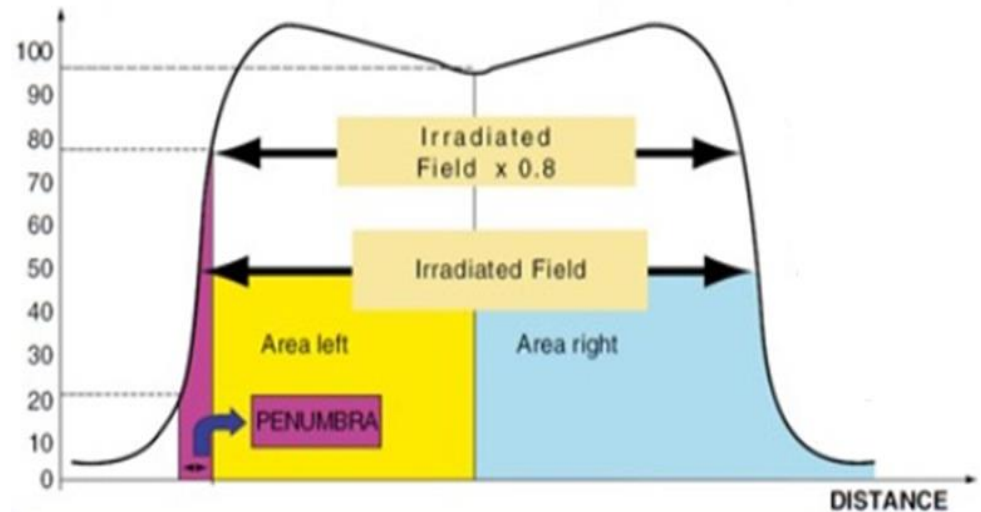 100
90
80
70
60
50
40
30
20
10
0
Irradiated
Field x 0.8
Irradiated Field
Area left
Area right
PENUMBRA
DISTANCE